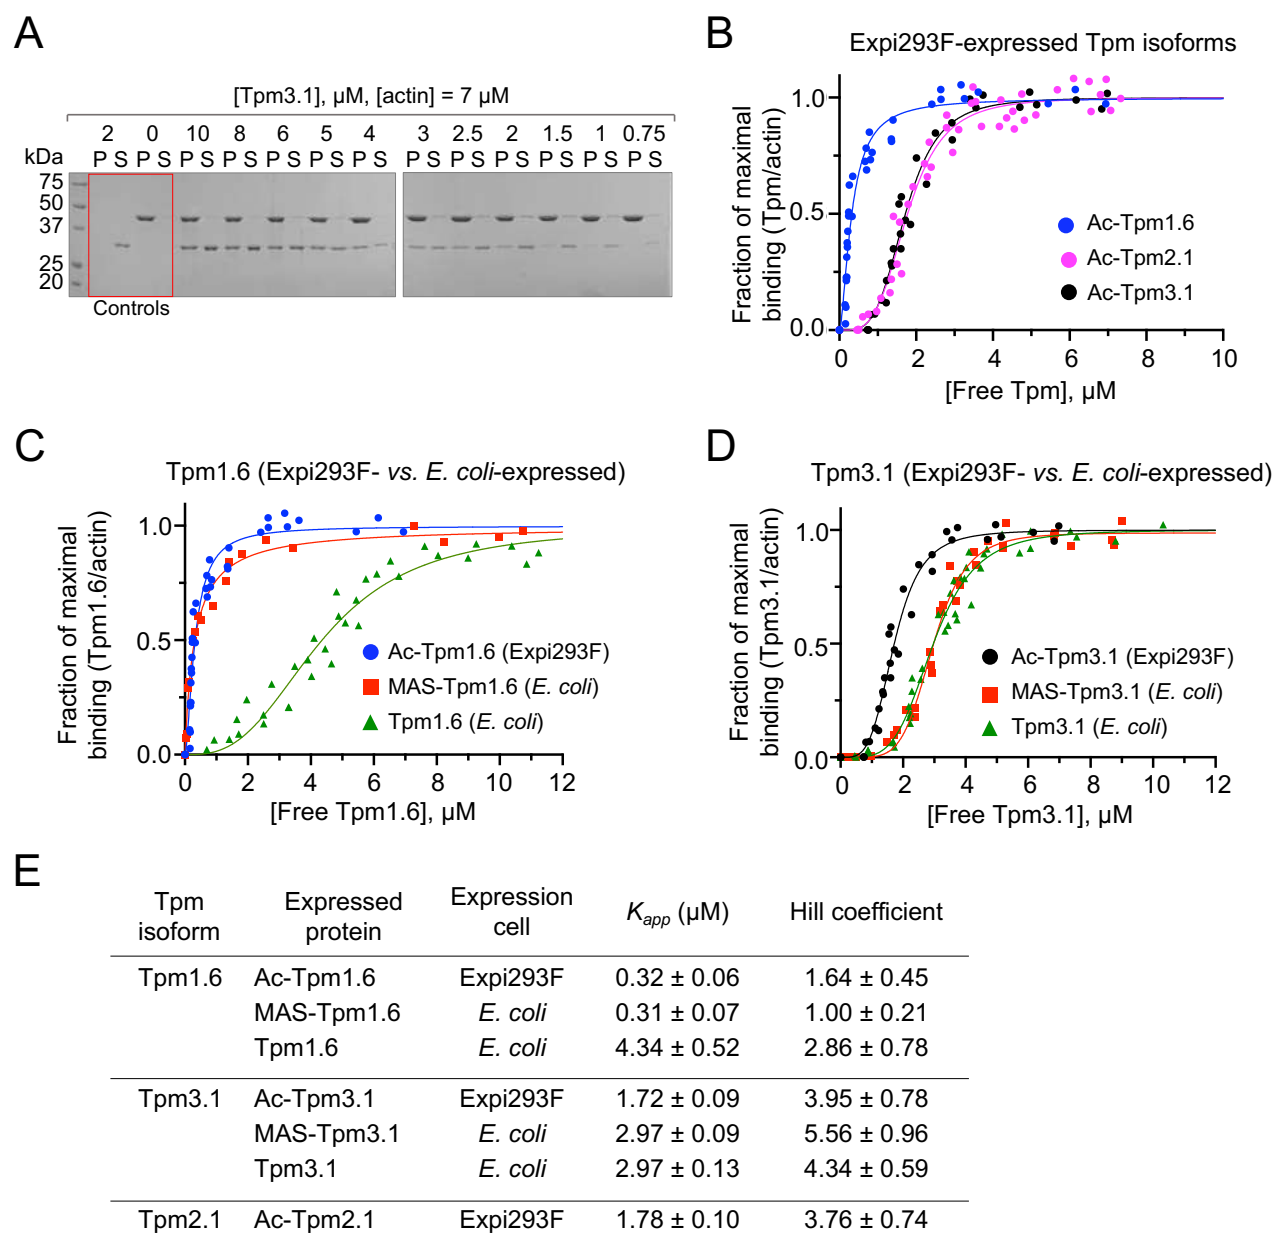 A
[Tpm3.1], µM, [actin] = 7 µM
2 0 10 8 6 5 4 3 2.5 2 1.5 1 0.75
kDa P S P S P S P S P S P S P S P S P S P S P S P S P S
75
50
37
25
20
Controls
B
Expi293F-expressed Tpm isoforms
Fraction of maximal
binding (Tpm/actin)
1.0
0.5
0.0
Ac-Tpm1.6
Ac-Tpm2.1
Ac-Tpm3.1
0 2 4 6 8 10
[Free Tpm], µM
C
Tpm1.6 (Expi293F- vs. E. coli-expressed)
Fraction of maximal
binding (Tpm1.6/actin)
1.0
0.5
0.0
Ac-Tpm1.6 (Expi293F)
MAS-Tpm1.6 (E. coli)
Tpm1.6 (E. coli)
0 2 4 6 8 10 12
[Free Tpm1.6], µM
D
Tpm3.1 (Expi293F- vs. E. coli-expressed)
Fraction of maximal
binding (Tpm3.1/actin)
1.0
0.5
0.0
Ac-Tpm3.1 (Expi293F)
MAS-Tpm3.1 (E. coli)
Tpm3.1 (E. coli)
0 2 4 6 8 10 12
[Free Tpm3.1], µM
E
Tpm isoform Expressed protein Expression cell Kapp (µM) Hill coefficient
Tpm1.6 Ac-Tpm1.6 Expi293F 0.32 ± 0.06 1.64 ± 0.45
MAS-Tpm1.6 E. coli 0.31 ± 0.07 1.00 ± 0.21
Tpm1.6 E. coli 4.34 ± 0.52 2.86 ± 0.78
Tpm3.1 Ac-Tpm3.1 Expi293F 1.72 ± 0.09 3.95 ± 0.78
MAS-Tpm3.1 E. coli 2.97 ± 0.09 5.56 ± 0.96
Tpm3.1 E. coli 2.97 ± 0.13 4.34 ± 0.59
Tpm2.1 Ac-Tpm2.1 Expi293F 1.78 ± 0.10 3.76 ± 0.74